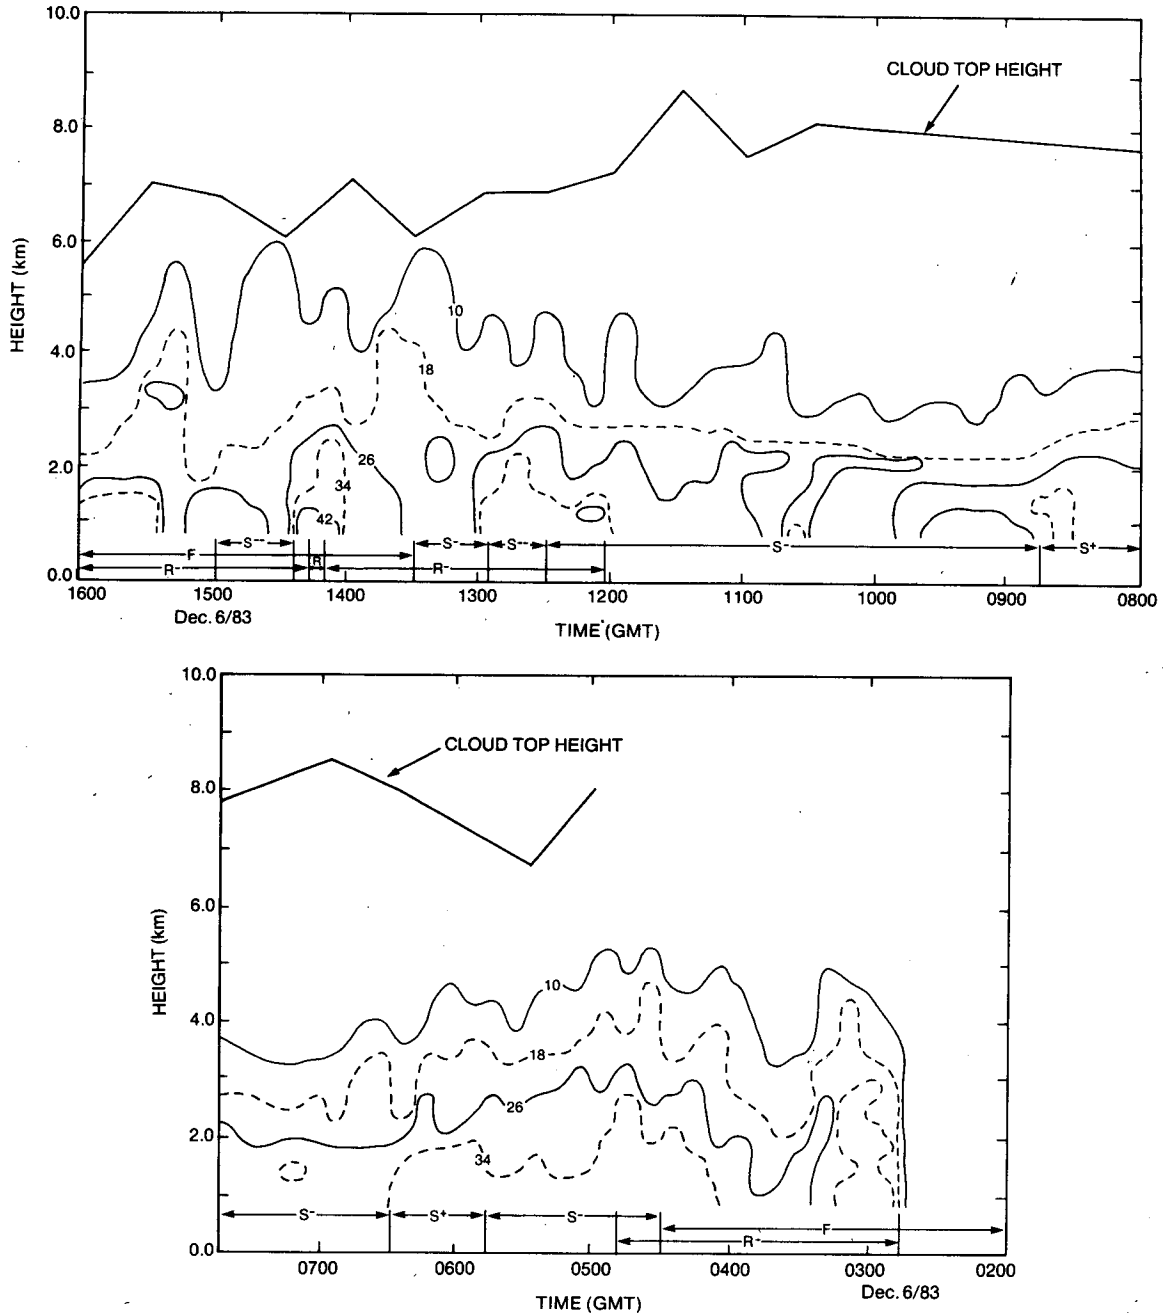 10.0
8.0
6.0
4.0
2.0
0.0
HEIGHT (km)
CLOUD TOP HEIGHT
10
18
26
34
42
S--
F
R-
R
S-
S--
R-
S-
S+
1600 1500 1400 1300 1200 1100 1000 0900 0800
Dec. 6/83
TIME (GMT)
10.0
8.0
6.0
4.0
2.0
0.0
HEIGHT (km)
CLOUD TOP HEIGHT
10
18
26
34
S-
S+
S-
F
R-
0700 0600 0500 0400 0300 0200
Dec. 6/83
TIME (GMT)